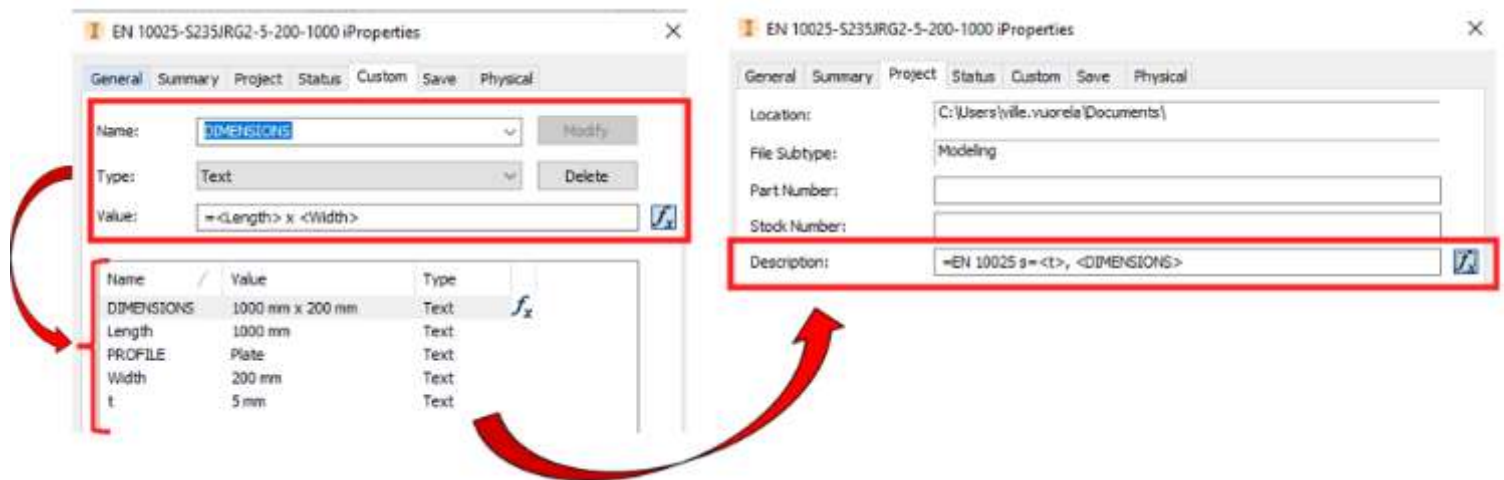 EN 10025-S235JRG2-5-200-1000 iProperties
General Summary Project Status Custom Save Physical
Name: DIMENSIONS Modify
Type: Text Delete
Value: =<Length> x <Width> fx
Name Value Type
DIMENSIONS 1000 mm x 200 mm Text fx
Length 1000 mm Text
PROFILE Plate Text
Width 200 mm Text
t 5 mm Text
EN 10025-S235JRG2-5-200-1000 iProperties
General Summary Project Status Custom Save Physical
Location: C:\Users\ville.vuorela\Documents\
File Subtype: Modeling
Part Number:
Stock Number:
Description: =EN 10025 s=<t>, <DIMENSIONS> fx